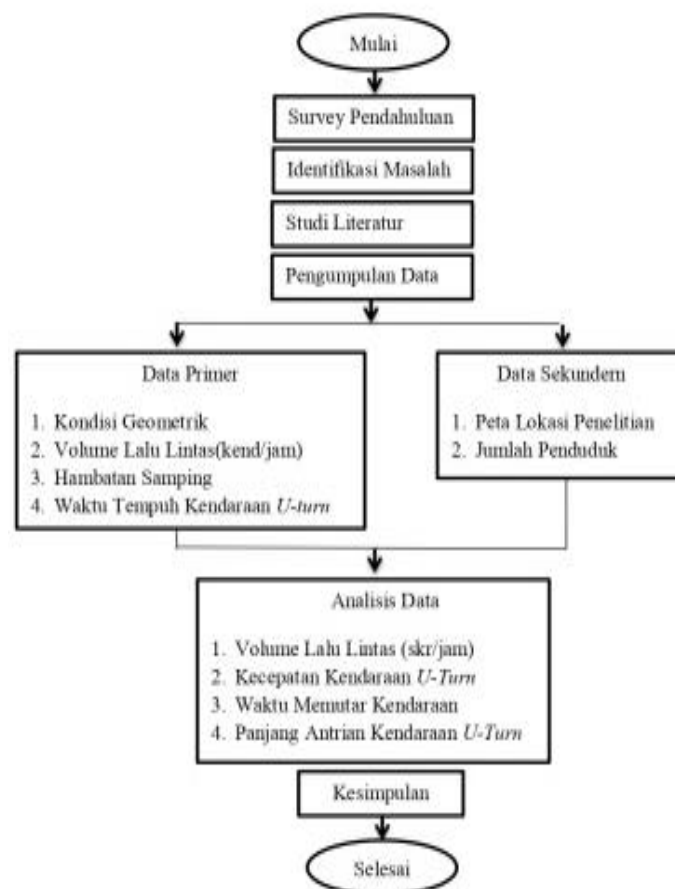 Mulai
Survey Pendahuluan
Identifikasi Masalah
Studi Literatur
Pengumpulan Data
Data Primer
1. Kondisi Geometrik
2. Volume Lalu Lintas(kend/jam)
3. Hambatan Samping
4. Waktu Tempuh Kendaraan U-turn
Data Sekundern
1. Peta Lokasi Penelitian
2. Jumlah Penduduk
Analisis Data
1. Volume Lalu Lintas (skr/jam)
2. Kecepatan Kendaraan U-Turn
3. Waktu Memutar Kendaraan
4. Panjang Antrian Kendaraan U-Turn
Kesimpulan
Selesai